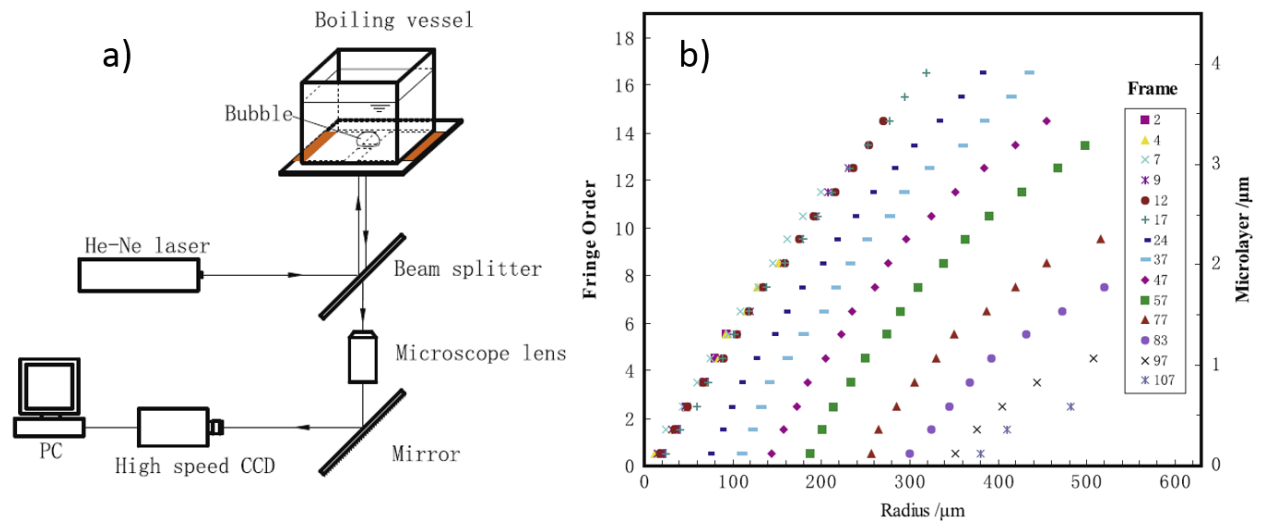 a)
Boiling vessel
Bubble
He-Ne laser
Beam splitter
Microscope lens
PC
High speed CCD
Mirror
b)
Fringe Order
18
16
14
12
10
8
6
4
2
0
0 100 200 300 400 500 600
Radius /μm
4
3
2
1
0
Microlayer /μm
Frame
2
4
7
9
12
17
24
37
47
57
77
83
97
107